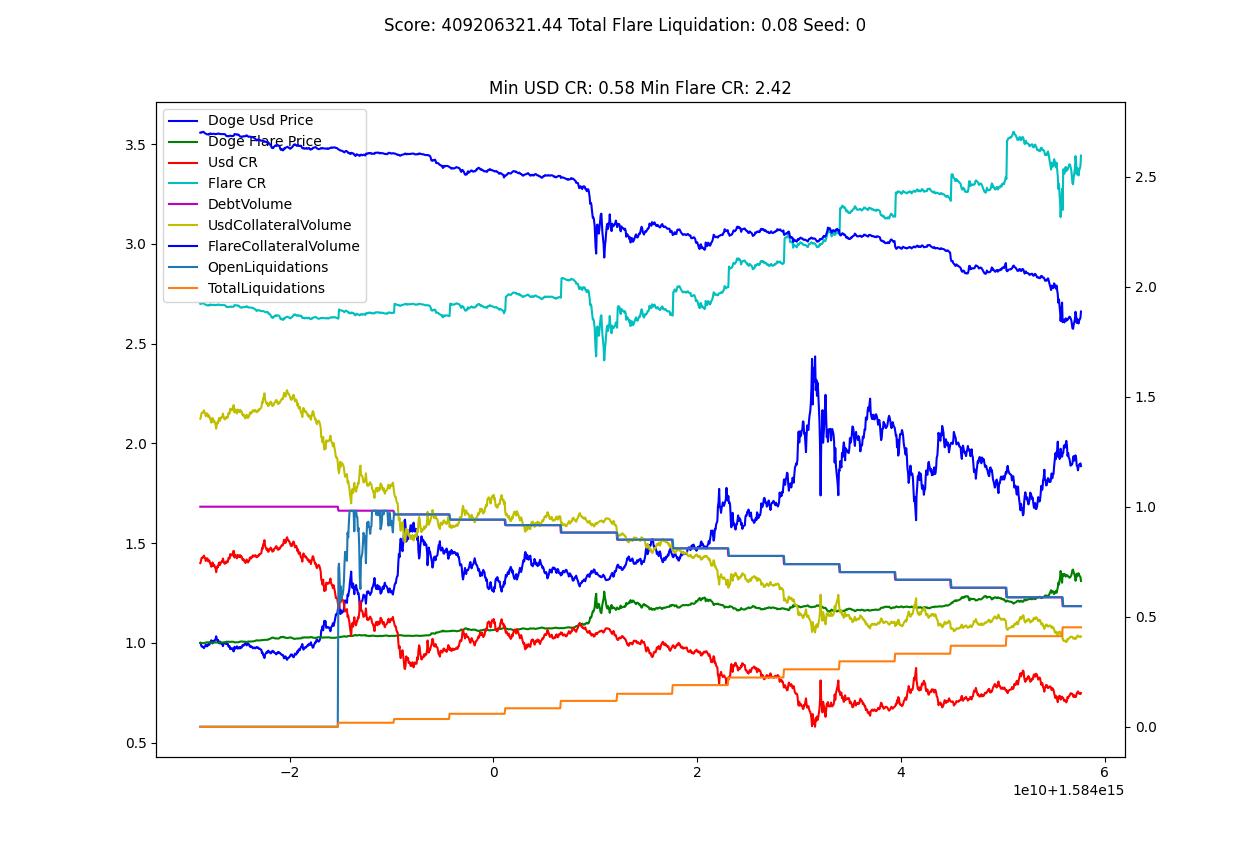 Score: 409206321.44 Total Flare Liquidation: 0.08 Seed: 0
Min USD CR: 0.58 Min Flare CR: 2.42
Doge Usd Price
Doge Flare Price
Usd CR
Flare CR
DebtVolume
UsdCollateralVolume
FlareCollateralVolume
OpenLiquidations
TotalLiquidations
3.5
3.0
2.5
2.0
1.5
1.0
0.5
2.5
2.0
1.5
1.0
0.5
0.0
−2 0 2 4 6
1e10+1.584e15